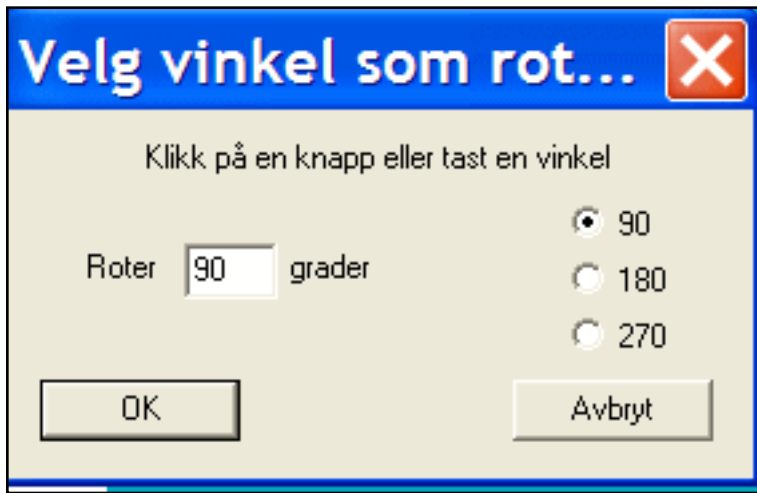 Velg vinkel som rot...
Klikk på en knapp eller tast en vinkel
Roter 90 grader
90
180
270
OK
Avbryt